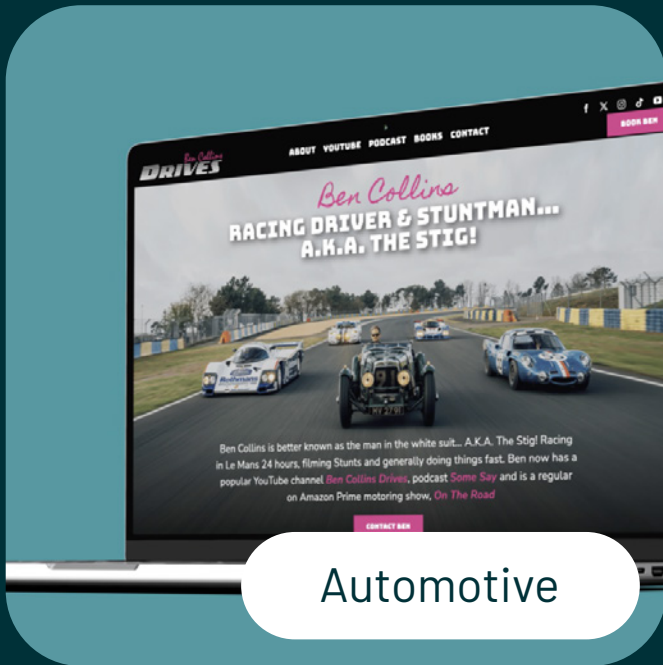 Ben Collins
DRIVES
ABOUT YOUTUBE PODCAST BOOKS CONTACT
BOOK BEN
Ben Collins
RACING DRIVER & STUNTMAN...
A.K.A. THE STIG!
Rothmans
Ben Collins is better known as the man in the white suit... A.K.A. The Stig! Racing
in Le Mans 24 hours, filming Stunts and generally doing things fast. Ben now has a
popular YouTube channel Ben Collins Drives, podcast Some Say and is a regular
on Amazon Prime motoring show, On The Road
CONTACT BEN
Automotive